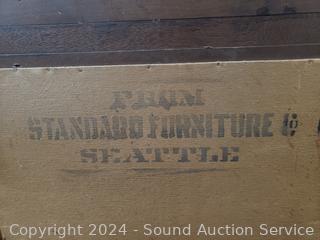 FROM
STANDARD FURNITURE Co
SEATTLE
Copyright 2024 - Sound Auction Service